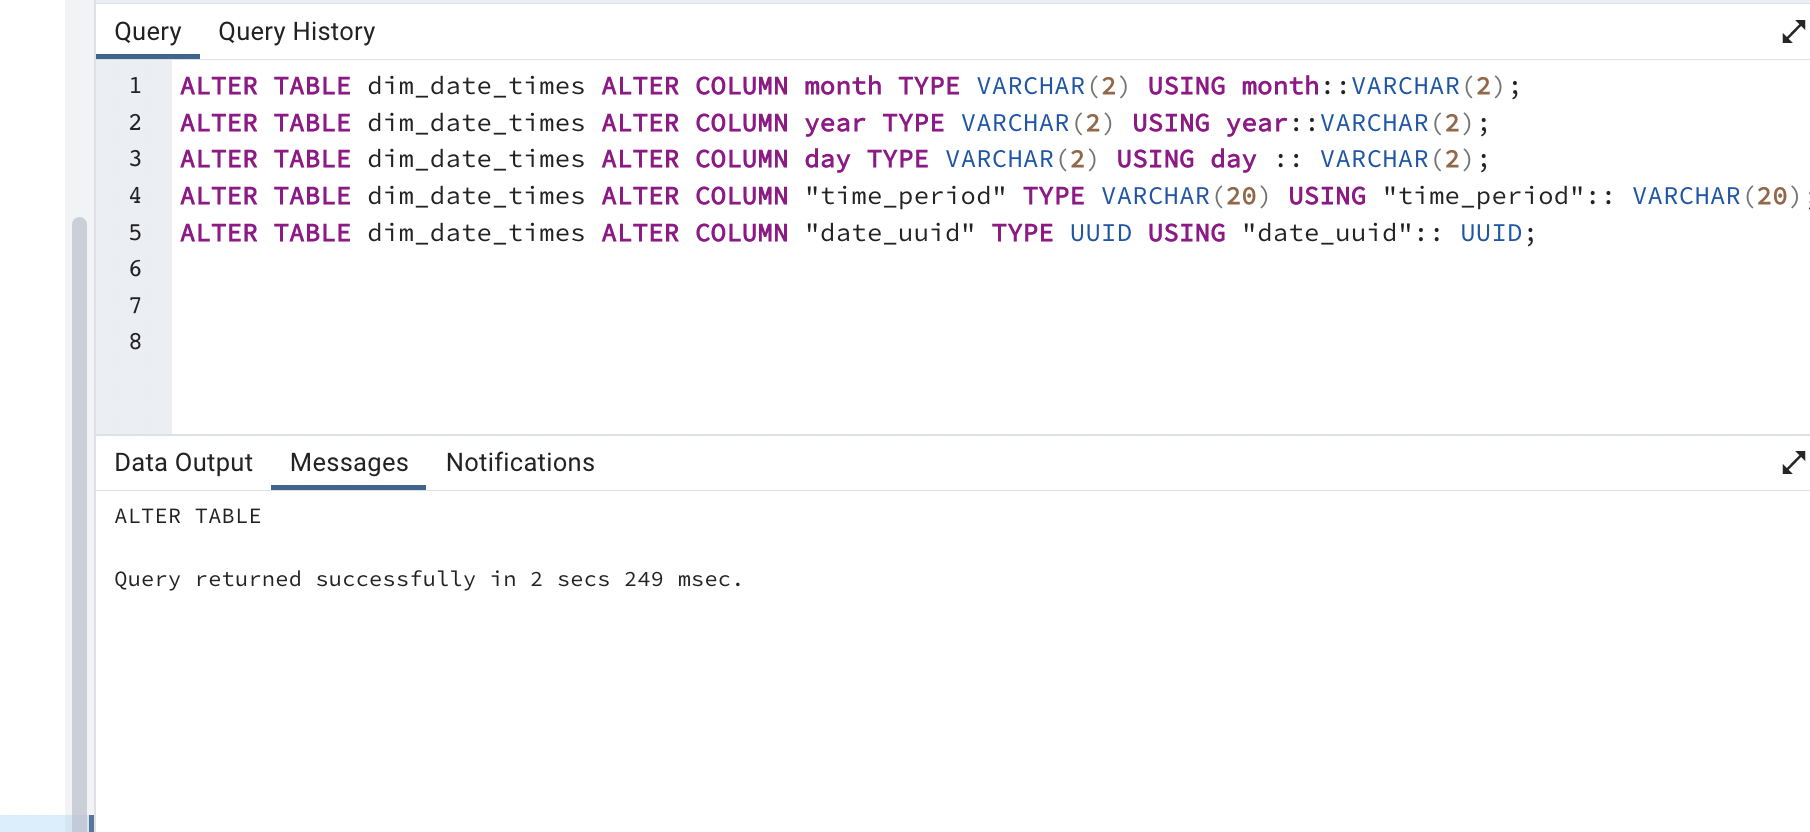 Query Query History
1 ALTER TABLE dim_date_times ALTER COLUMN month TYPE VARCHAR(2) USING month::VARCHAR(2);
2 ALTER TABLE dim_date_times ALTER COLUMN year TYPE VARCHAR(2) USING year::VARCHAR(2);
3 ALTER TABLE dim_date_times ALTER COLUMN day TYPE VARCHAR(2) USING day :: VARCHAR(2);
4 ALTER TABLE dim_date_times ALTER COLUMN "time_period" TYPE VARCHAR(20) USING "time_period":: VARCHAR(20);
5 ALTER TABLE dim_date_times ALTER COLUMN "date_uuid" TYPE UUID USING "date_uuid":: UUID;
6
7
8
Data Output Messages Notifications
ALTER TABLE
Query returned successfully in 2 secs 249 msec.